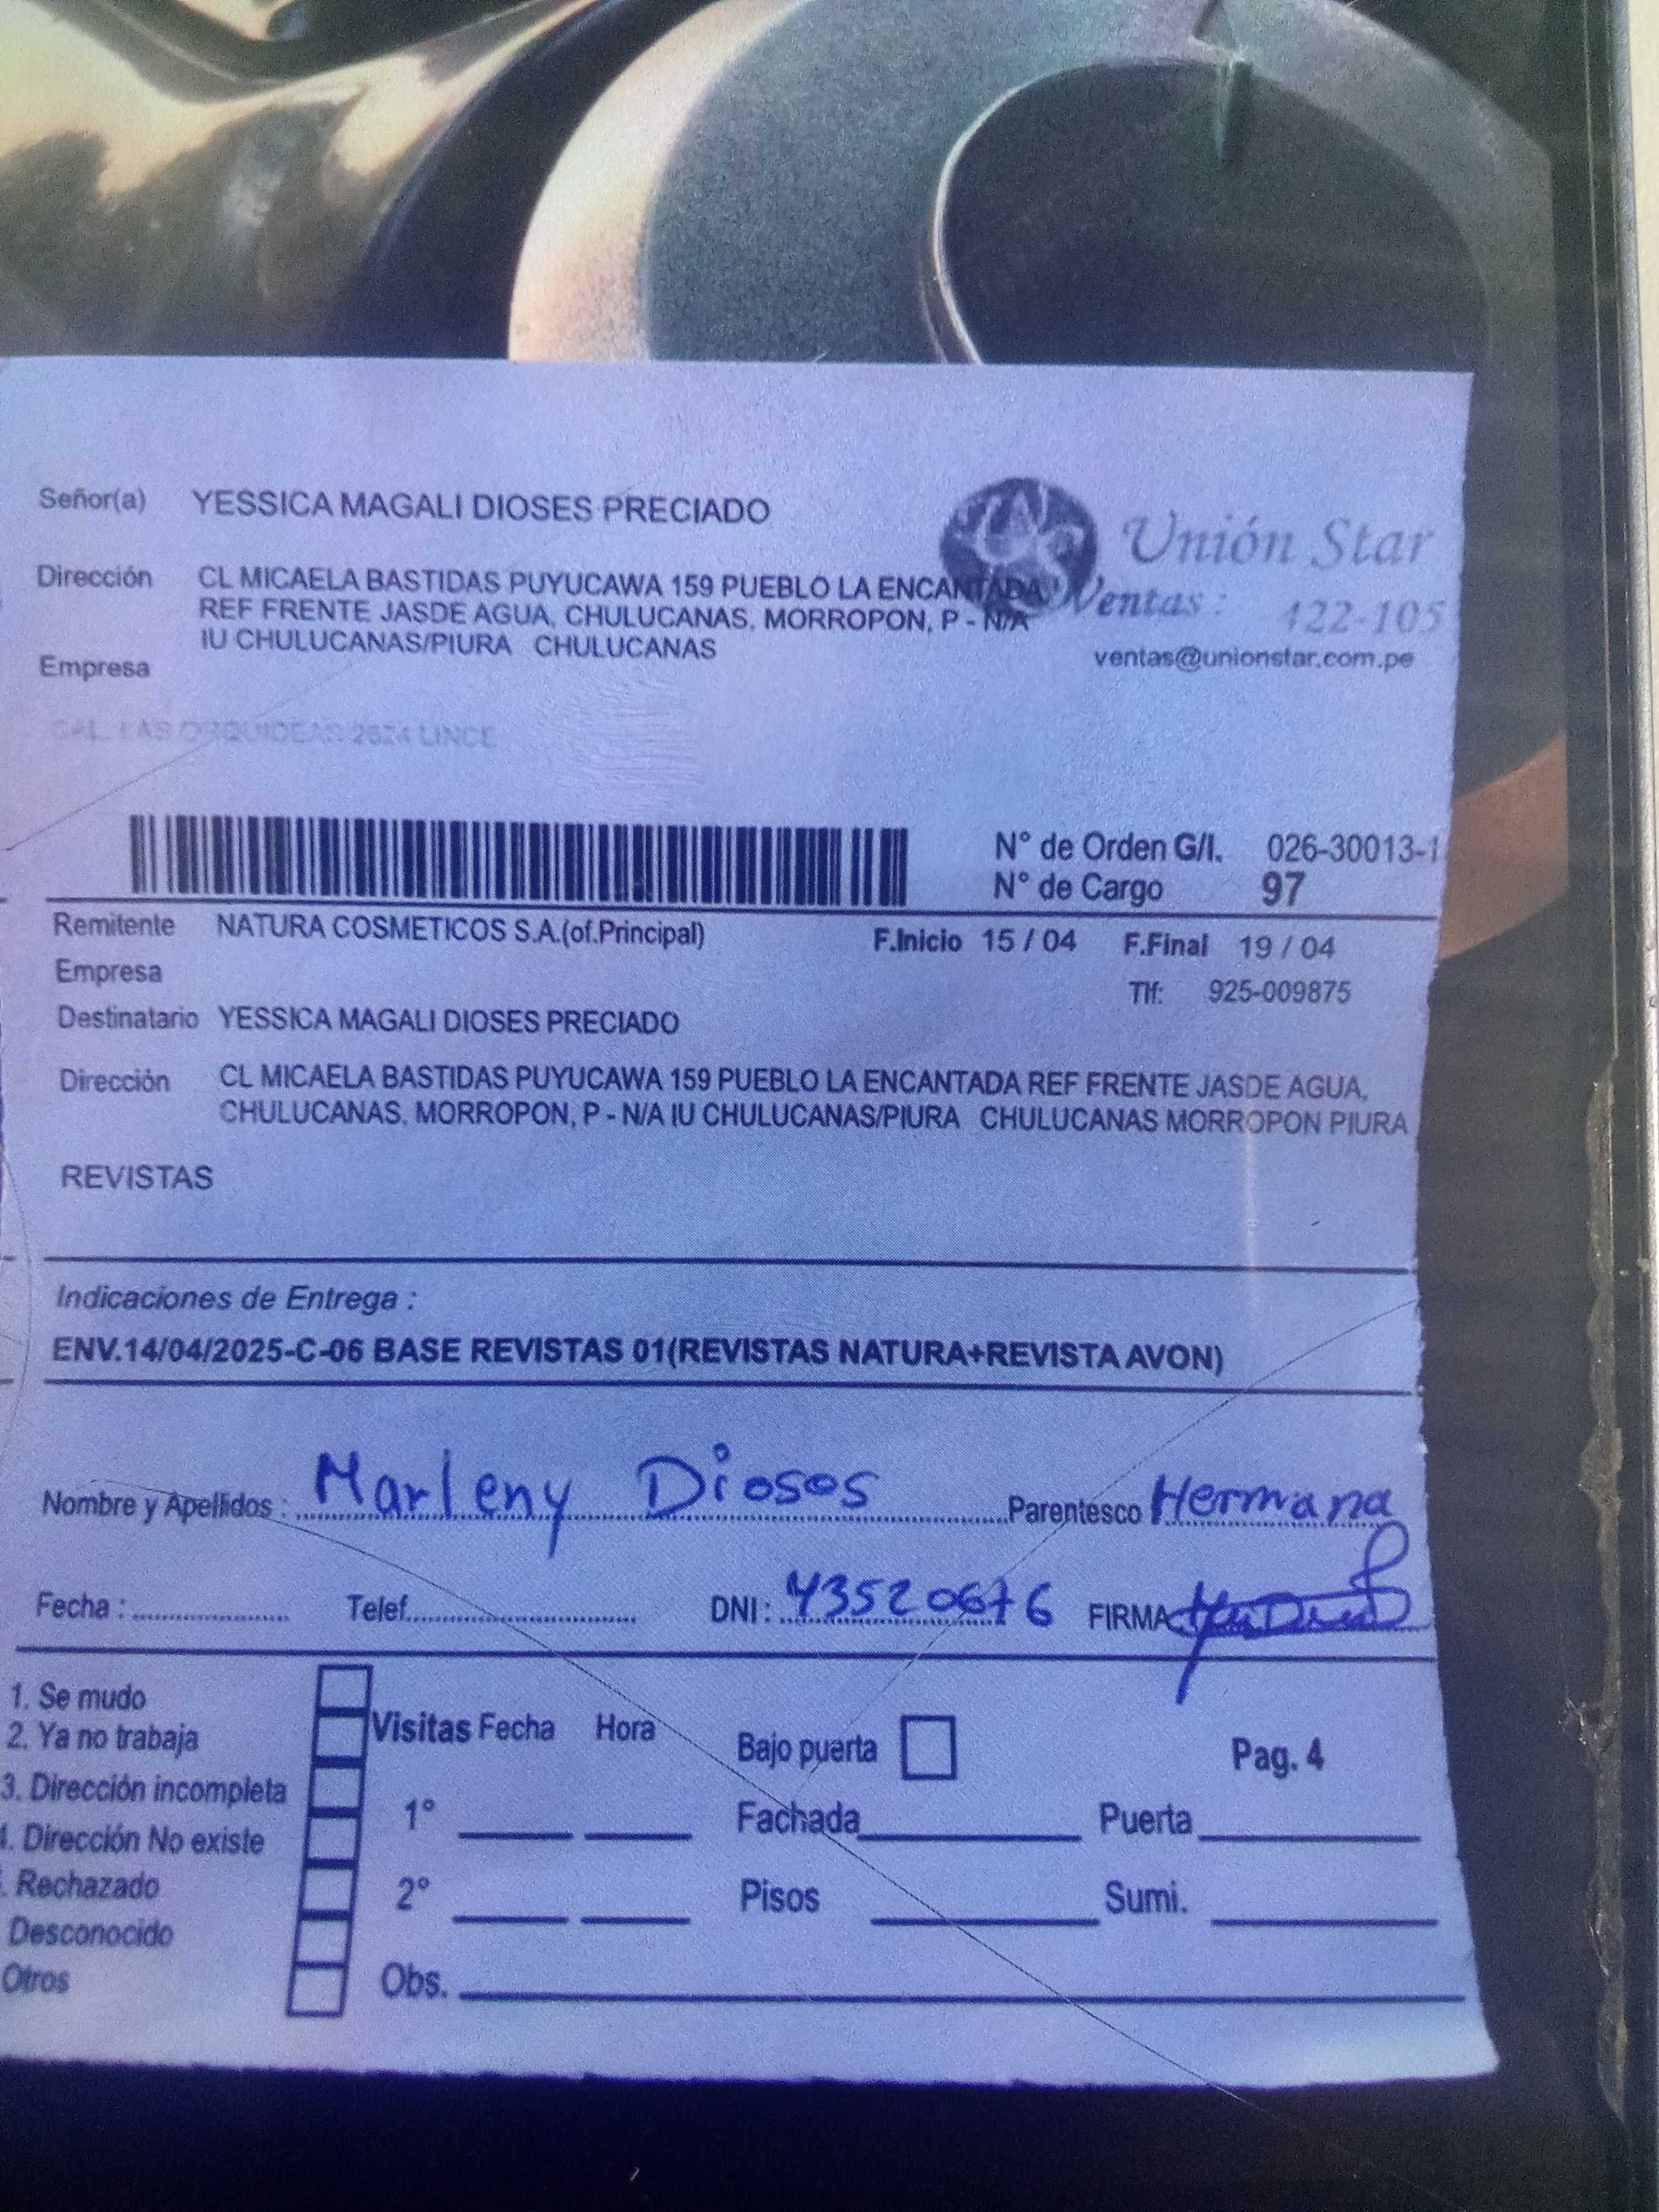 Señor(a) YESSICA MAGALI DIOSES PRECIADO
Unión Star
Dirección CL MICAELA BASTIDAS PUYUCAWA 159 PUEBLO LA ENCANTADA
REF FRENTE JASDE AGUA, CHULUCANAS, MORROPON, P - N/A
IU CHULUCANAS/PIURA CHULUCANAS
Ventas: 422-105
ventas@unionstar.com.pe
Empresa
CAL. LAS ORQUIDEAS 2624 LINCE
N° de Orden G/I. 026-30013-1
N° de Cargo 97
Remitente NATURA COSMETICOS S.A.(of.Principal)
F.Inicio 15 / 04 F.Final 19 / 04
Empresa
Tlf: 925-009875
Destinatario YESSICA MAGALI DIOSES PRECIADO
Dirección CL MICAELA BASTIDAS PUYUCAWA 159 PUEBLO LA ENCANTADA REF FRENTE JASDE AGUA,
CHULUCANAS, MORROPON, P - N/A IU CHULUCANAS/PIURA CHULUCANAS MORROPON PIURA
REVISTAS
Indicaciones de Entrega :
ENV.14/04/2025-C-06 BASE REVISTAS 01(REVISTAS NATURA+REVISTA AVON)
Nombre y Apellidos : Marleny Dioses Parentesco Hermana
Fecha : Telef. DNI : 43520676 FIRMA
1. Se mudo
2. Ya no trabaja
3. Dirección incompleta
. Dirección No existe
. Rechazado
Desconocido
Otros
Visitas Fecha Hora
1°
2°
Obs.
Bajo puerta
Pag. 4
Fachada Puerta
Pisos Sumi.